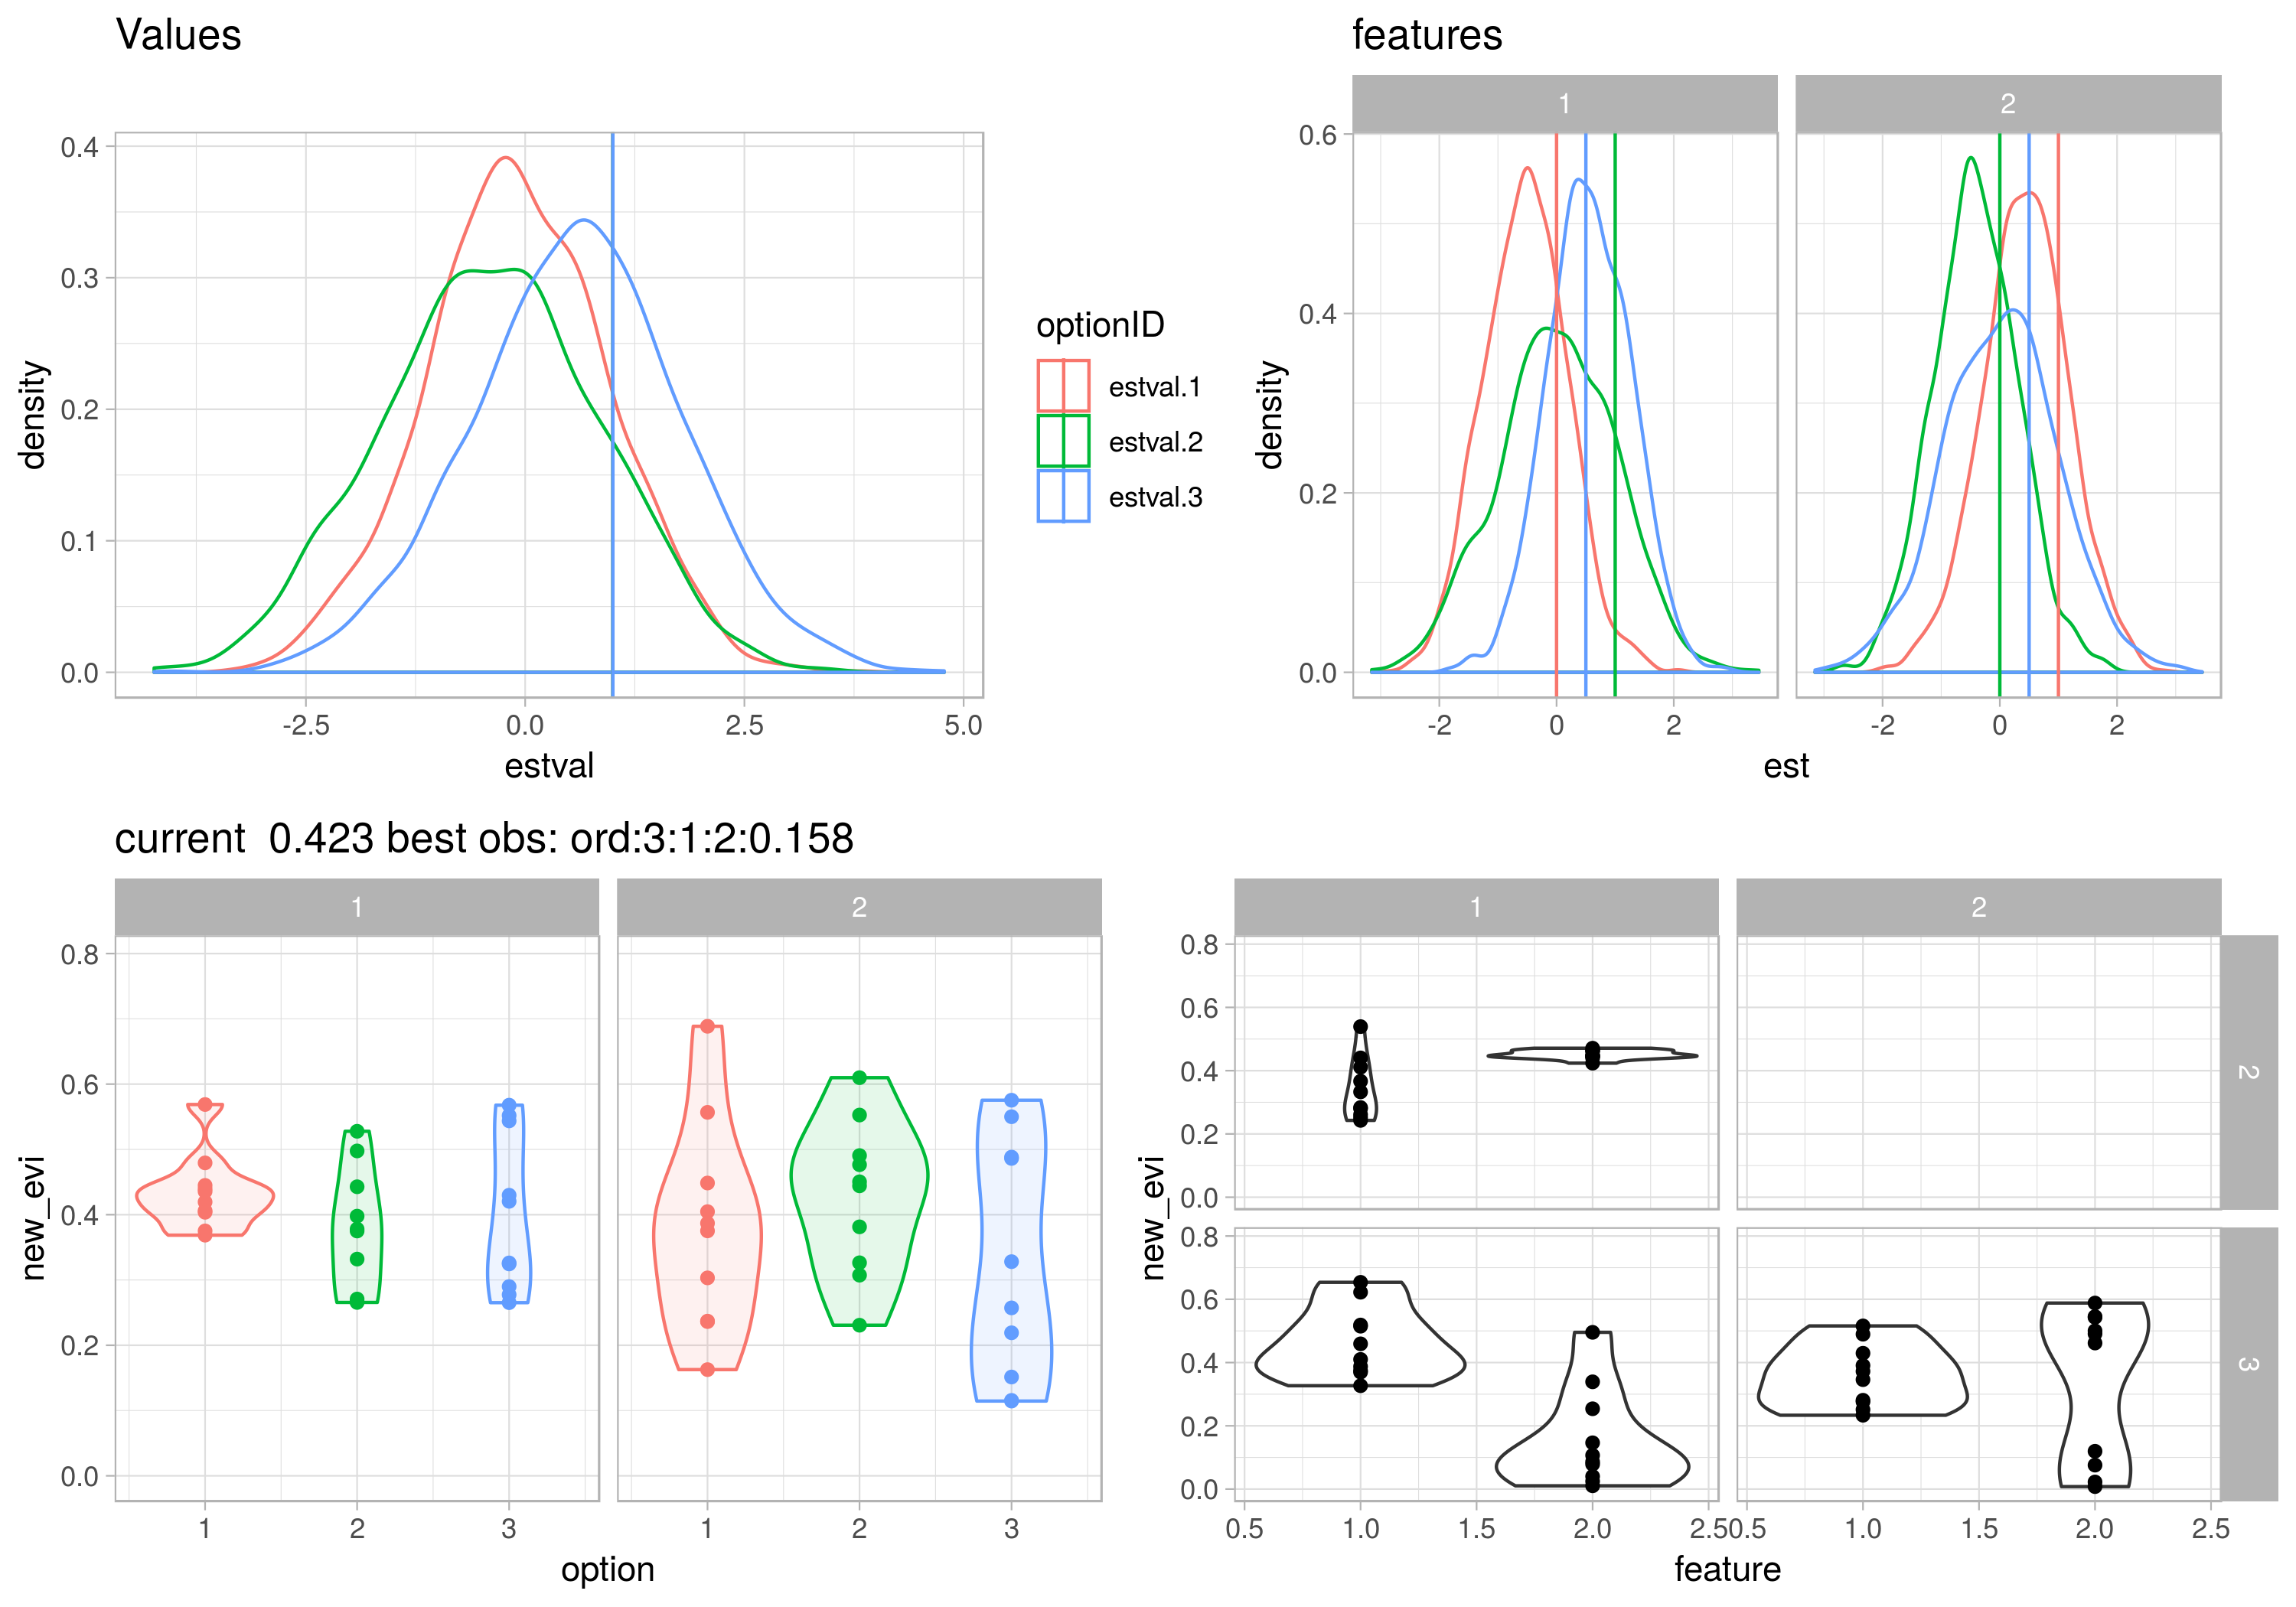 Values
0.4
0.3
0.2
0.1
0.0
density
-2.5 0.0 2.5 5.0
estval
optionID
estval.1
estval.2
estval.3
features
1 2
0.6
0.4
0.2
0.0
density
-2 0 2 -2 0 2
est
current 0.423 best obs: ord:3:1:2:0.158
1 2
0.8
0.6
0.4
0.2
0.0
new_evi
1 2 3 1 2 3
option
1 2
0.8
0.6
0.4
0.2
0.0
2
0.8
0.6
0.4
0.2
0.0
3
new_evi
0.5 1.0 1.5 2.0 2.5 0.5 1.0 1.5 2.0 2.5
feature